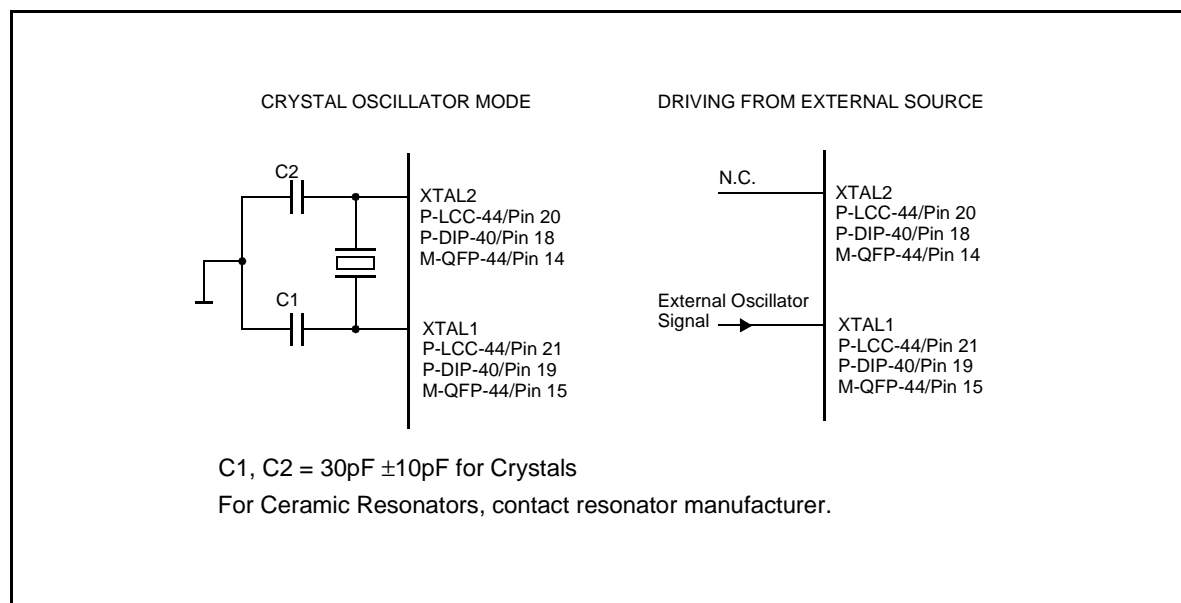 CRYSTAL OSCILLATOR MODE
C2
XTAL2
P-LCC-44/Pin 20
P-DIP-40/Pin 18
M-QFP-44/Pin 14
C1
XTAL1
P-LCC-44/Pin 21
P-DIP-40/Pin 19
M-QFP-44/Pin 15
DRIVING FROM EXTERNAL SOURCE
N.C.
XTAL2
P-LCC-44/Pin 20
P-DIP-40/Pin 18
M-QFP-44/Pin 14
External Oscillator
Signal
XTAL1
P-LCC-44/Pin 21
P-DIP-40/Pin 19
M-QFP-44/Pin 15
C1, C2 = 30pF ±10pF for Crystals
For Ceramic Resonators, contact resonator manufacturer.